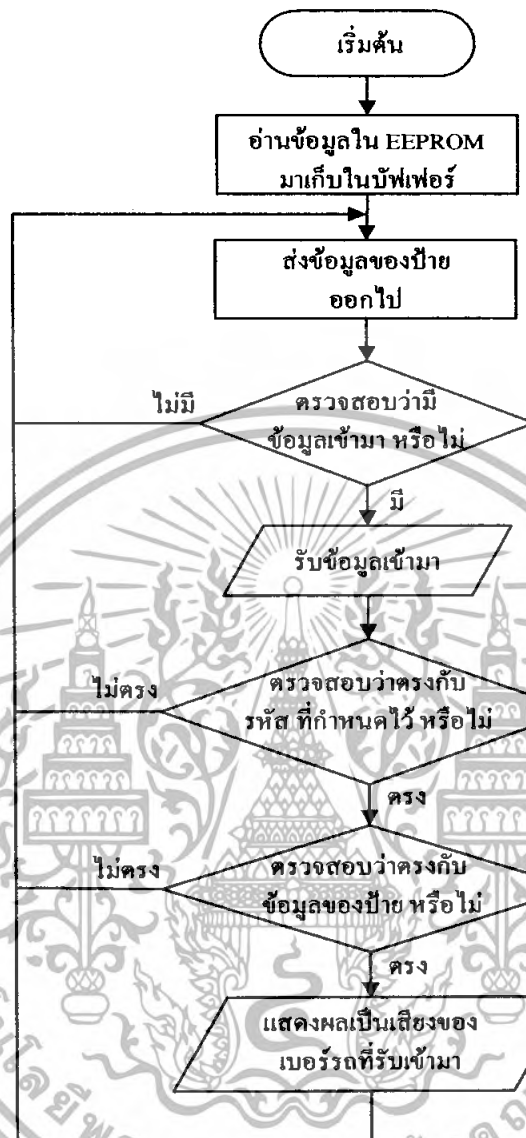 เริ่มต้น
อ่านข้อมูลใน EEPROM
มาเก็บในบัฟเฟอร์
ส่งข้อมูลของป้าย
ออกไป
ไม่มี
ตรวจสอบว่ามี
ข้อมูลเข้ามา หรือไม่
มี
รับข้อมูลเข้ามา
ไม่ตรง
ตรวจสอบว่าตรงกับ
รหัส ที่กำหนดไว้ หรือไม่
ตรง
ไม่ตรง
ตรวจสอบว่าตรงกับ
ข้อมูลของป้าย หรือไม่
ตรง
แสดงผลเป็นเสียงของ
เบอร์รถที่รับเข้ามา